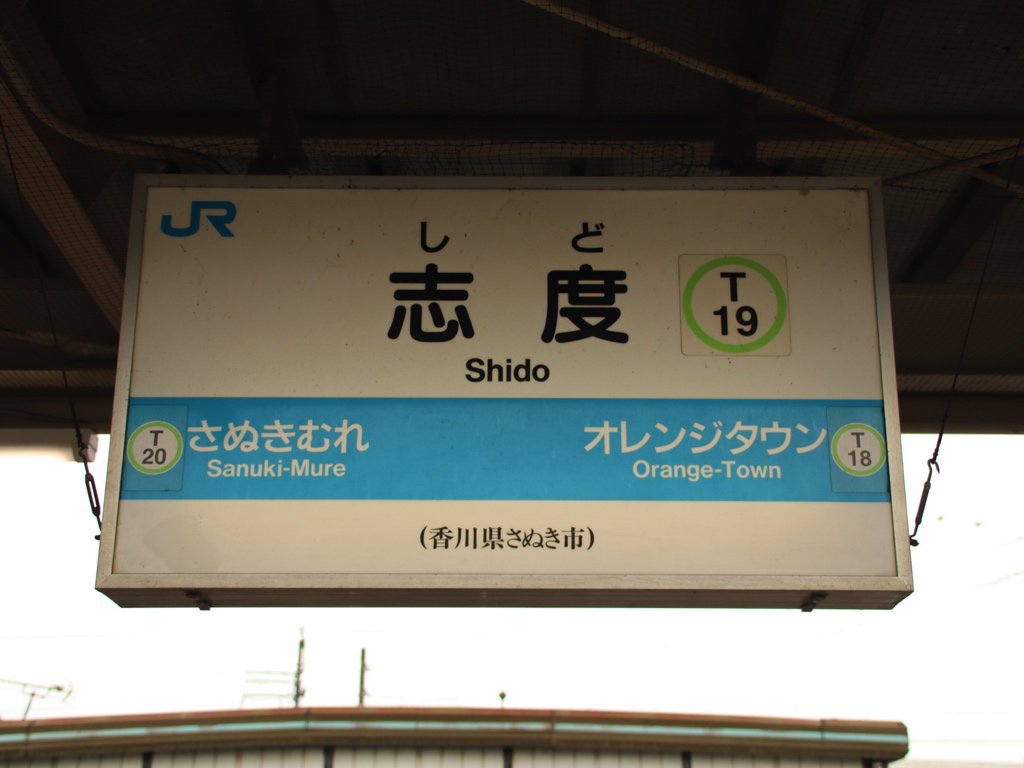 JR
し ど
志 度
T
19
Shido
T
20
さぬきむれ
Sanuki-Mure
オレンジタウン
Orange-Town
T
18
(香川県さぬき市)